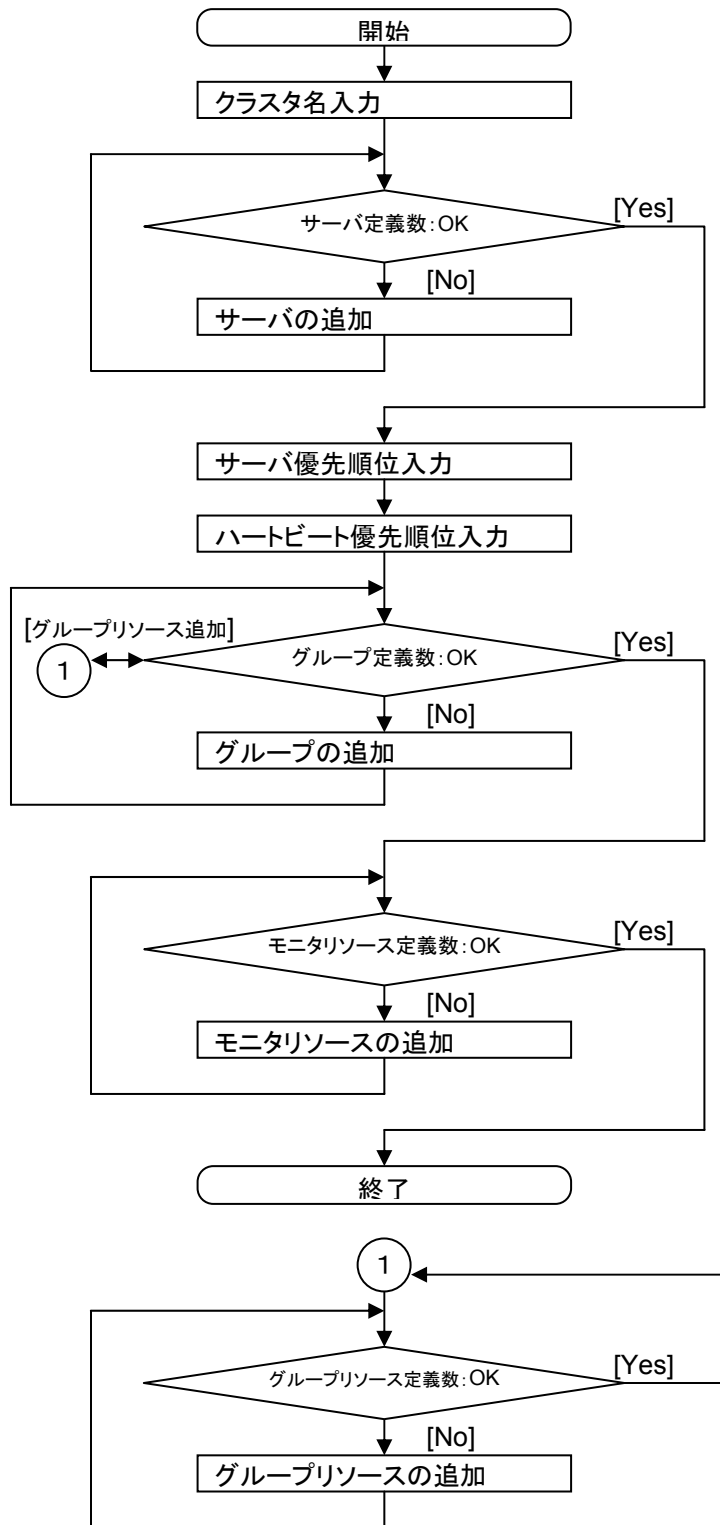 開始
クラスタ名入力
サーバ定義数:OK
[Yes]
[No]
サーバの追加
サーバ優先順位入力
ハートビート優先順位入力
[グループリソース追加]
1
グループ定義数:OK
[Yes]
[No]
グループの追加
モニタリソース定義数:OK
[Yes]
[No]
モニタリソースの追加
終了
1
グループリソース定義数:OK
[Yes]
[No]
グループリソースの追加